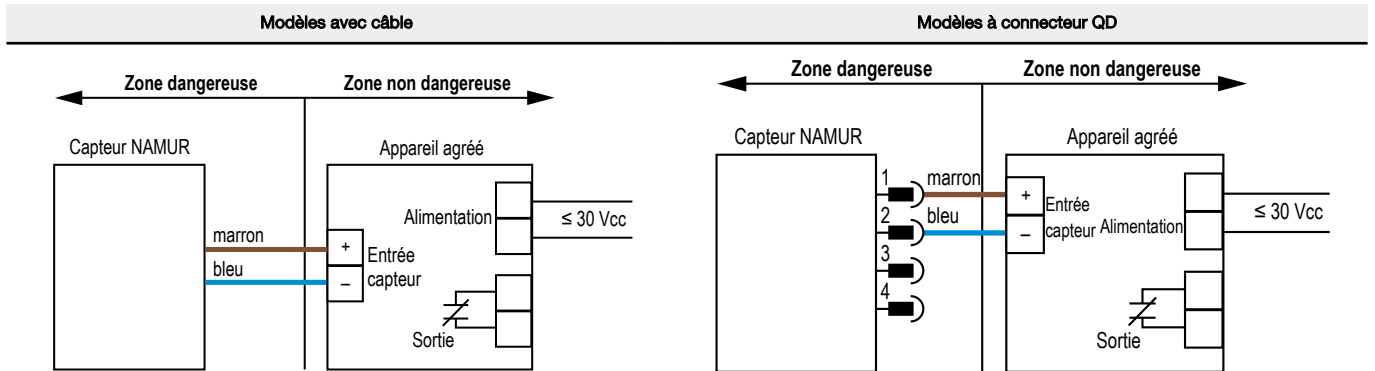 Modèles avec câble
Modèles à connecteur QD
Zone dangereuse
Zone non dangereuse
Capteur NAMUR
Appareil agréé
Alimentation
≤ 30 Vcc
marron
+
Entrée
bleu
–
capteur
Sortie
Zone dangereuse
Zone non dangereuse
Capteur NAMUR
Appareil agréé
1
marron
+
Entrée
≤ 30 Vcc
2
bleu
–
capteur
Alimentation
3
4
Sortie